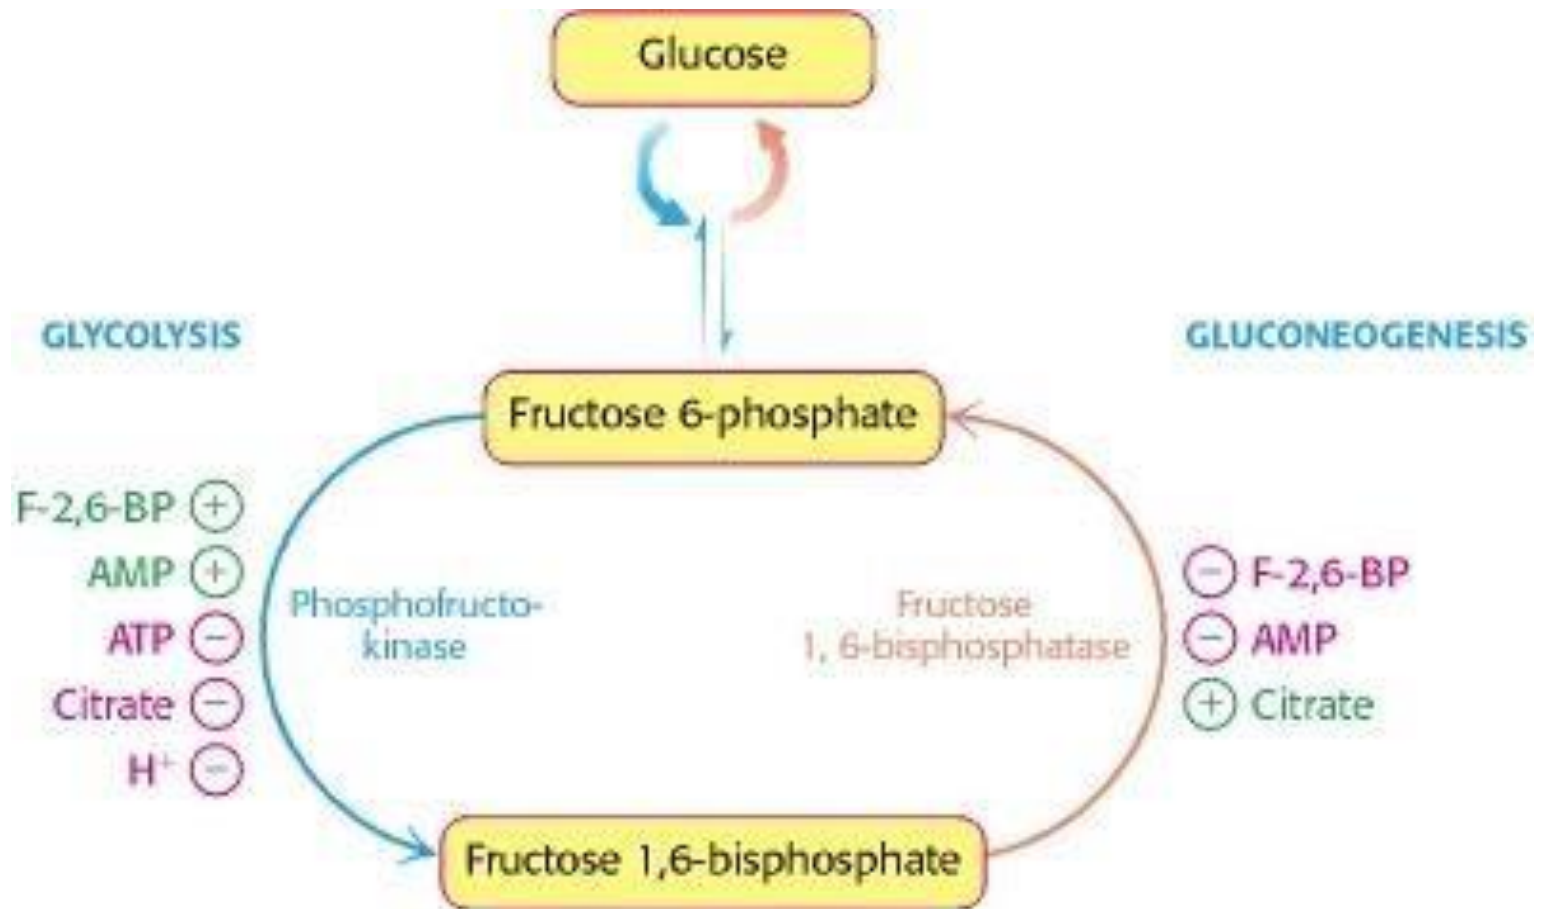 Glucose
GLYCOLYSIS
GLUCONEOGENESIS
Fructose 6-phosphate
F-2,6-BP +
AMP +
ATP −
Citrate −
H⁺ −
Phosphofructo-
kinase
Fructose
1, 6-bisphosphatase
− F-2,6-BP
− AMP
+ Citrate
Fructose 1,6-bisphosphate